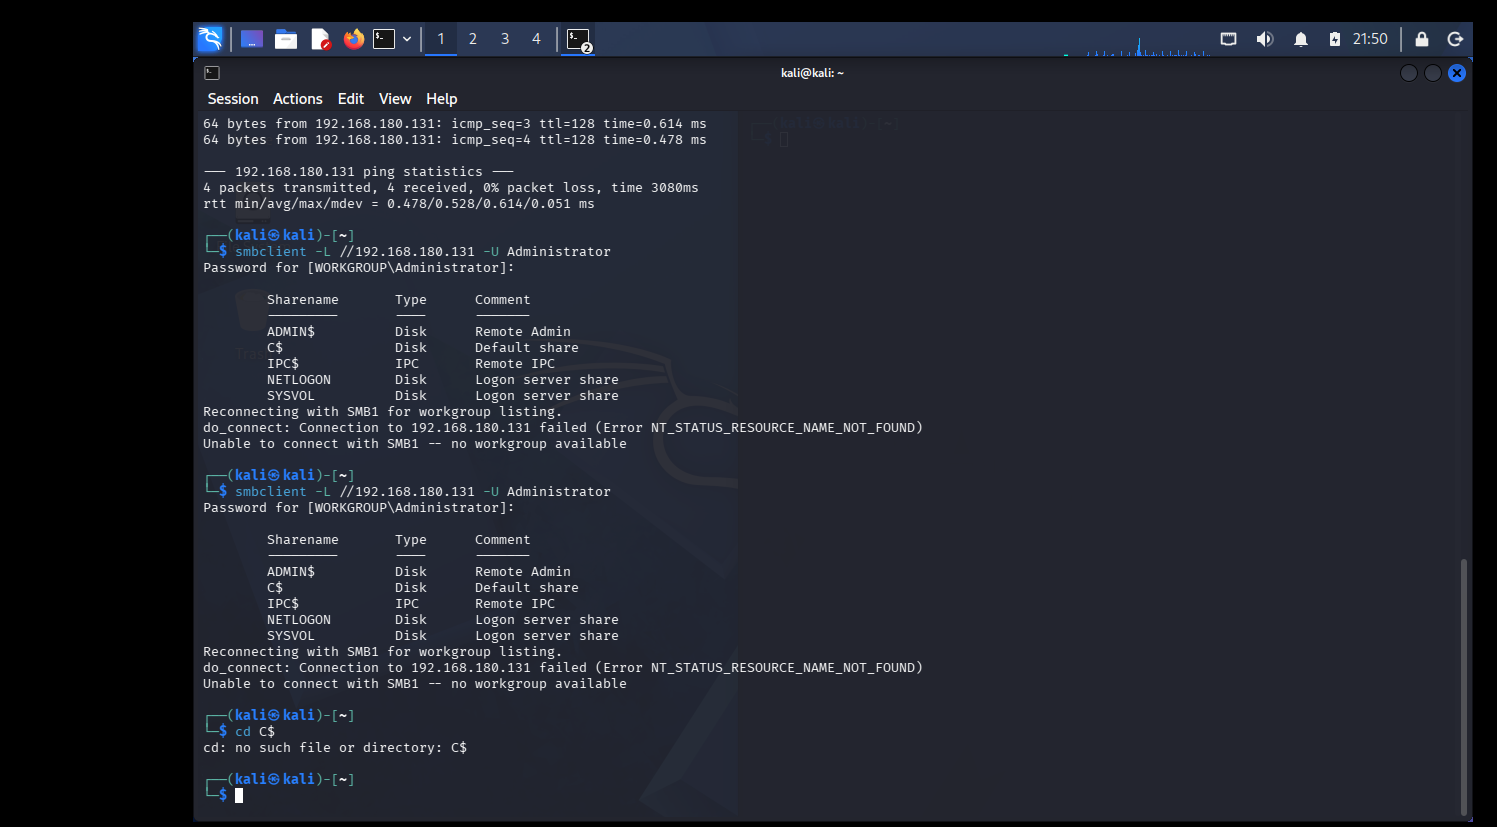 1 2 3 4 2 21:50
kali@kali: ~
Session Actions Edit View Help
64 bytes from 192.168.180.131: icmp_seq=3 ttl=128 time=0.614 ms
64 bytes from 192.168.180.131: icmp_seq=4 ttl=128 time=0.478 ms
--- 192.168.180.131 ping statistics ---
4 packets transmitted, 4 received, 0% packet loss, time 3080ms
rtt min/avg/max/mdev = 0.478/0.528/0.614/0.051 ms
┌──(kali㉿kali)-[~]
└─$ smbclient -L //192.168.180.131 -U Administrator
Password for [WORKGROUP\Administrator]:
Sharename Type Comment
--------- ---- -------
ADMIN$ Disk Remote Admin
C$ Disk Default share
IPC$ IPC Remote IPC
NETLOGON Disk Logon server share
SYSVOL Disk Logon server share
Reconnecting with SMB1 for workgroup listing.
do_connect: Connection to 192.168.180.131 failed (Error NT_STATUS_RESOURCE_NAME_NOT_FOUND)
Unable to connect with SMB1 -- no workgroup available
┌──(kali㉿kali)-[~]
└─$ smbclient -L //192.168.180.131 -U Administrator
Password for [WORKGROUP\Administrator]:
Sharename Type Comment
--------- ---- -------
ADMIN$ Disk Remote Admin
C$ Disk Default share
IPC$ IPC Remote IPC
NETLOGON Disk Logon server share
SYSVOL Disk Logon server share
Reconnecting with SMB1 for workgroup listing.
do_connect: Connection to 192.168.180.131 failed (Error NT_STATUS_RESOURCE_NAME_NOT_FOUND)
Unable to connect with SMB1 -- no workgroup available
┌──(kali㉿kali)-[~]
└─$ cd C$
cd: no such file or directory: C$
┌──(kali㉿kali)-[~]
└─$